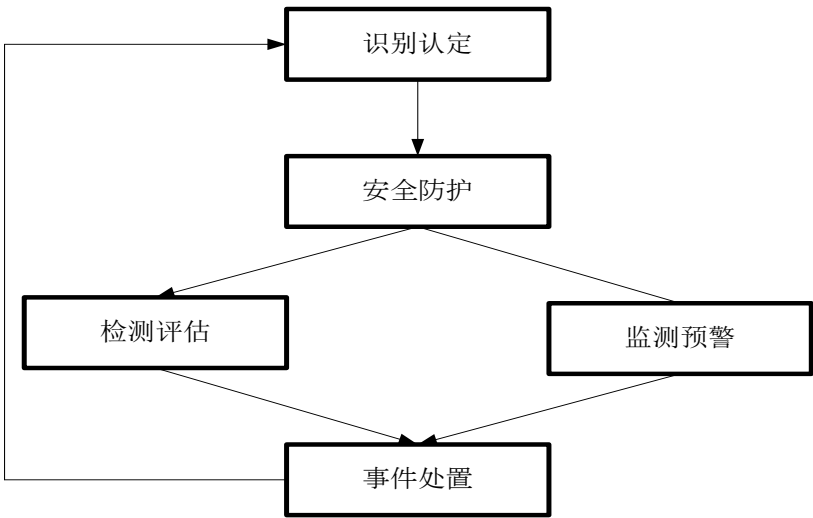 识别认定
安全防护
检测评估
监测预警
事件处置